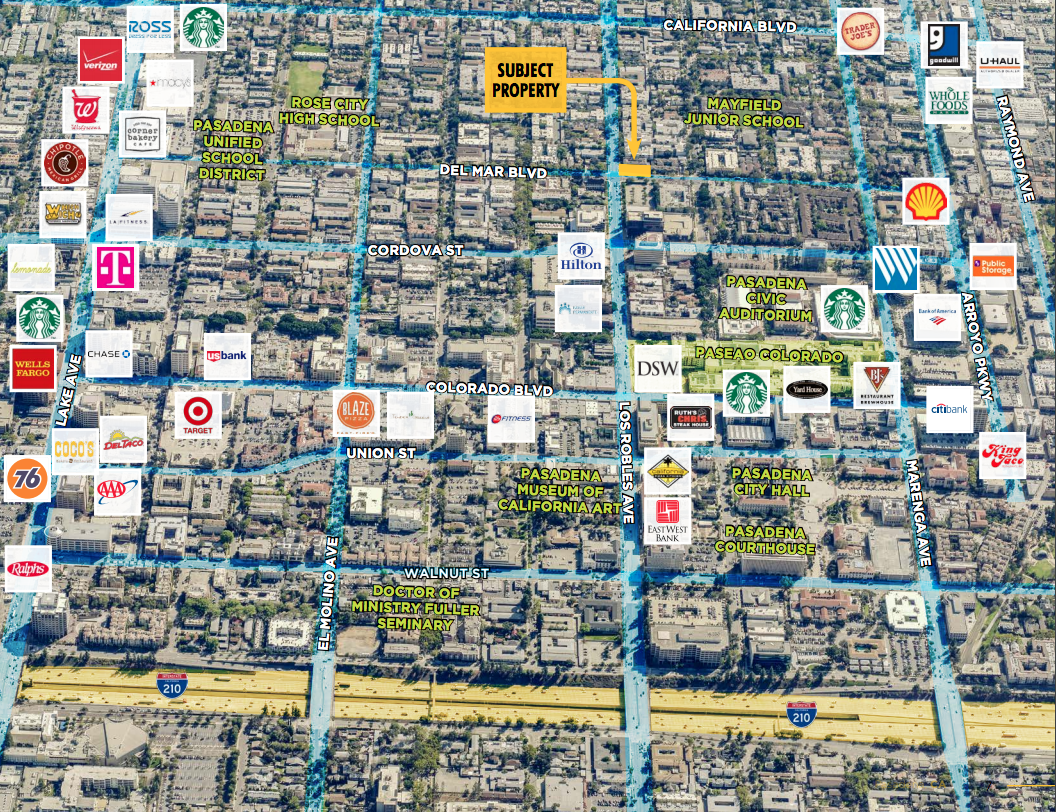 CALIFORNIA BLVD
ROSS
DRESS FOR LESS
TRADER
JOE'S
goodwill
U-HAUL
verizon
macy's
SUBJECT
PROPERTY
WHOLE
FOODS
MARKET
RAYMOND AVE
W
Walgreens
corner
bakery
CAFE
ROSE CITY
HIGH SCHOOL
MAYFIELD
JUNIOR SCHOOL
PASADENA
UNIFIED
SCHOOL
DISTRICT
CHIPOTLE
MEXICAN GRILL
DEL MAR BLVD
LA FITNESS
CORDOVA ST
Hilton
lemonade
T
W
Public
Storage
PASADENA
CIVIC
AUDITORIUM
Bank of America
ARROYO PKWY
WELLS
FARGO
CHASE
usbank
LAKE AVE
DSW
PASEAO COLORADO
Yard House
BJ's
RESTAURANT
BREWHOUSE
COLORADO BLVD
TARGET
BLAZE
PIZZA
FITNESS
LOS ROBLES AVE
RUTH'S
CHRIS
STEAK HOUSE
citibank
COCO'S
DEL TACO
UNION ST
King
Taco
76
AAA
PASADENA
MUSEUM OF
CALIFORNIA ART
california
PASADENA
CITY HALL
MARENGA AVE
EASTWEST
BANK
PASADENA
COURTHOUSE
EL MOLINO AVE
Ralphs
WALNUT ST
DOCTOR OF
MINISTRY FULLER
SEMINARY
INTERSTATE
210
INTERSTATE
210